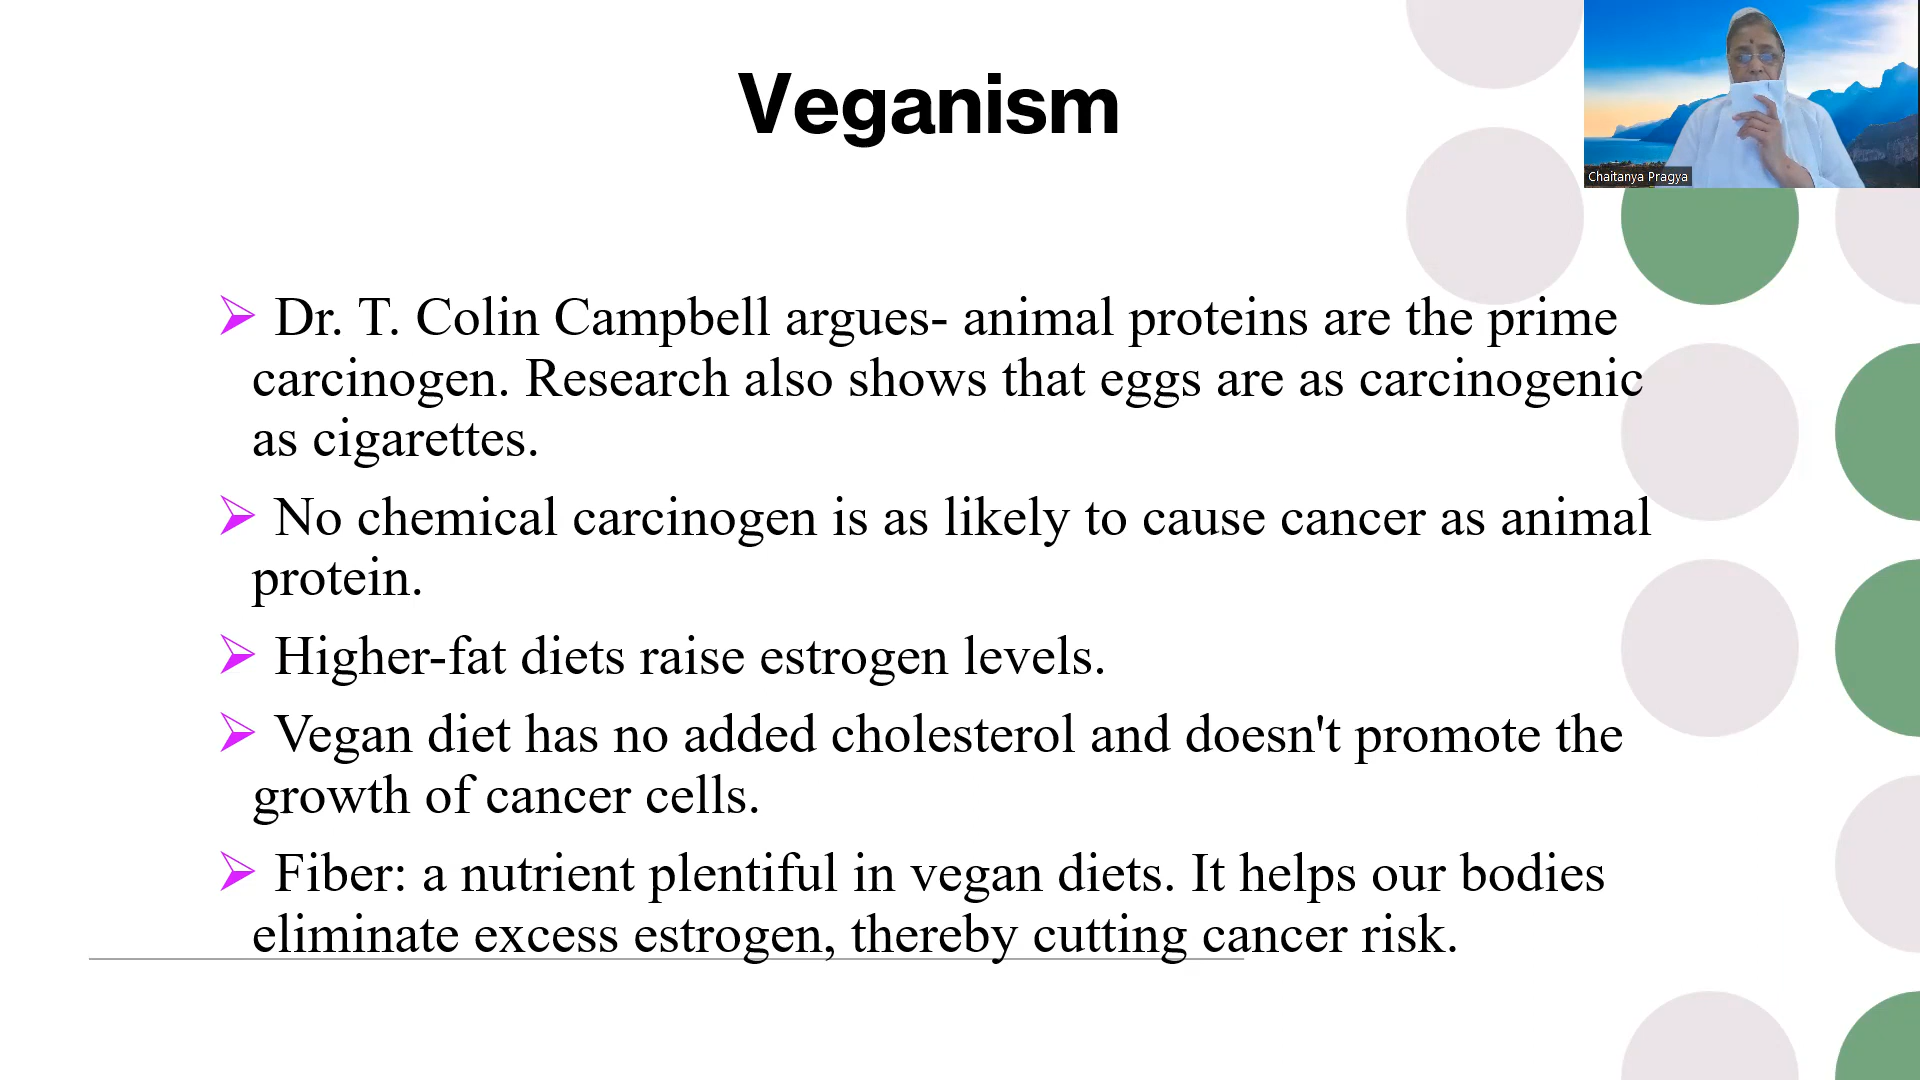 Veganism
Chaitanya Pragya
➢ Dr. T. Colin Campbell argues- animal proteins are the prime
carcinogen. Research also shows that eggs are as carcinogenic
as cigarettes.
➢ No chemical carcinogen is as likely to cause cancer as animal
protein.
➢ Higher-fat diets raise estrogen levels.
➢ Vegan diet has no added cholesterol and doesn't promote the
growth of cancer cells.
➢ Fiber: a nutrient plentiful in vegan diets. It helps our bodies
eliminate excess estrogen, thereby cutting cancer risk.